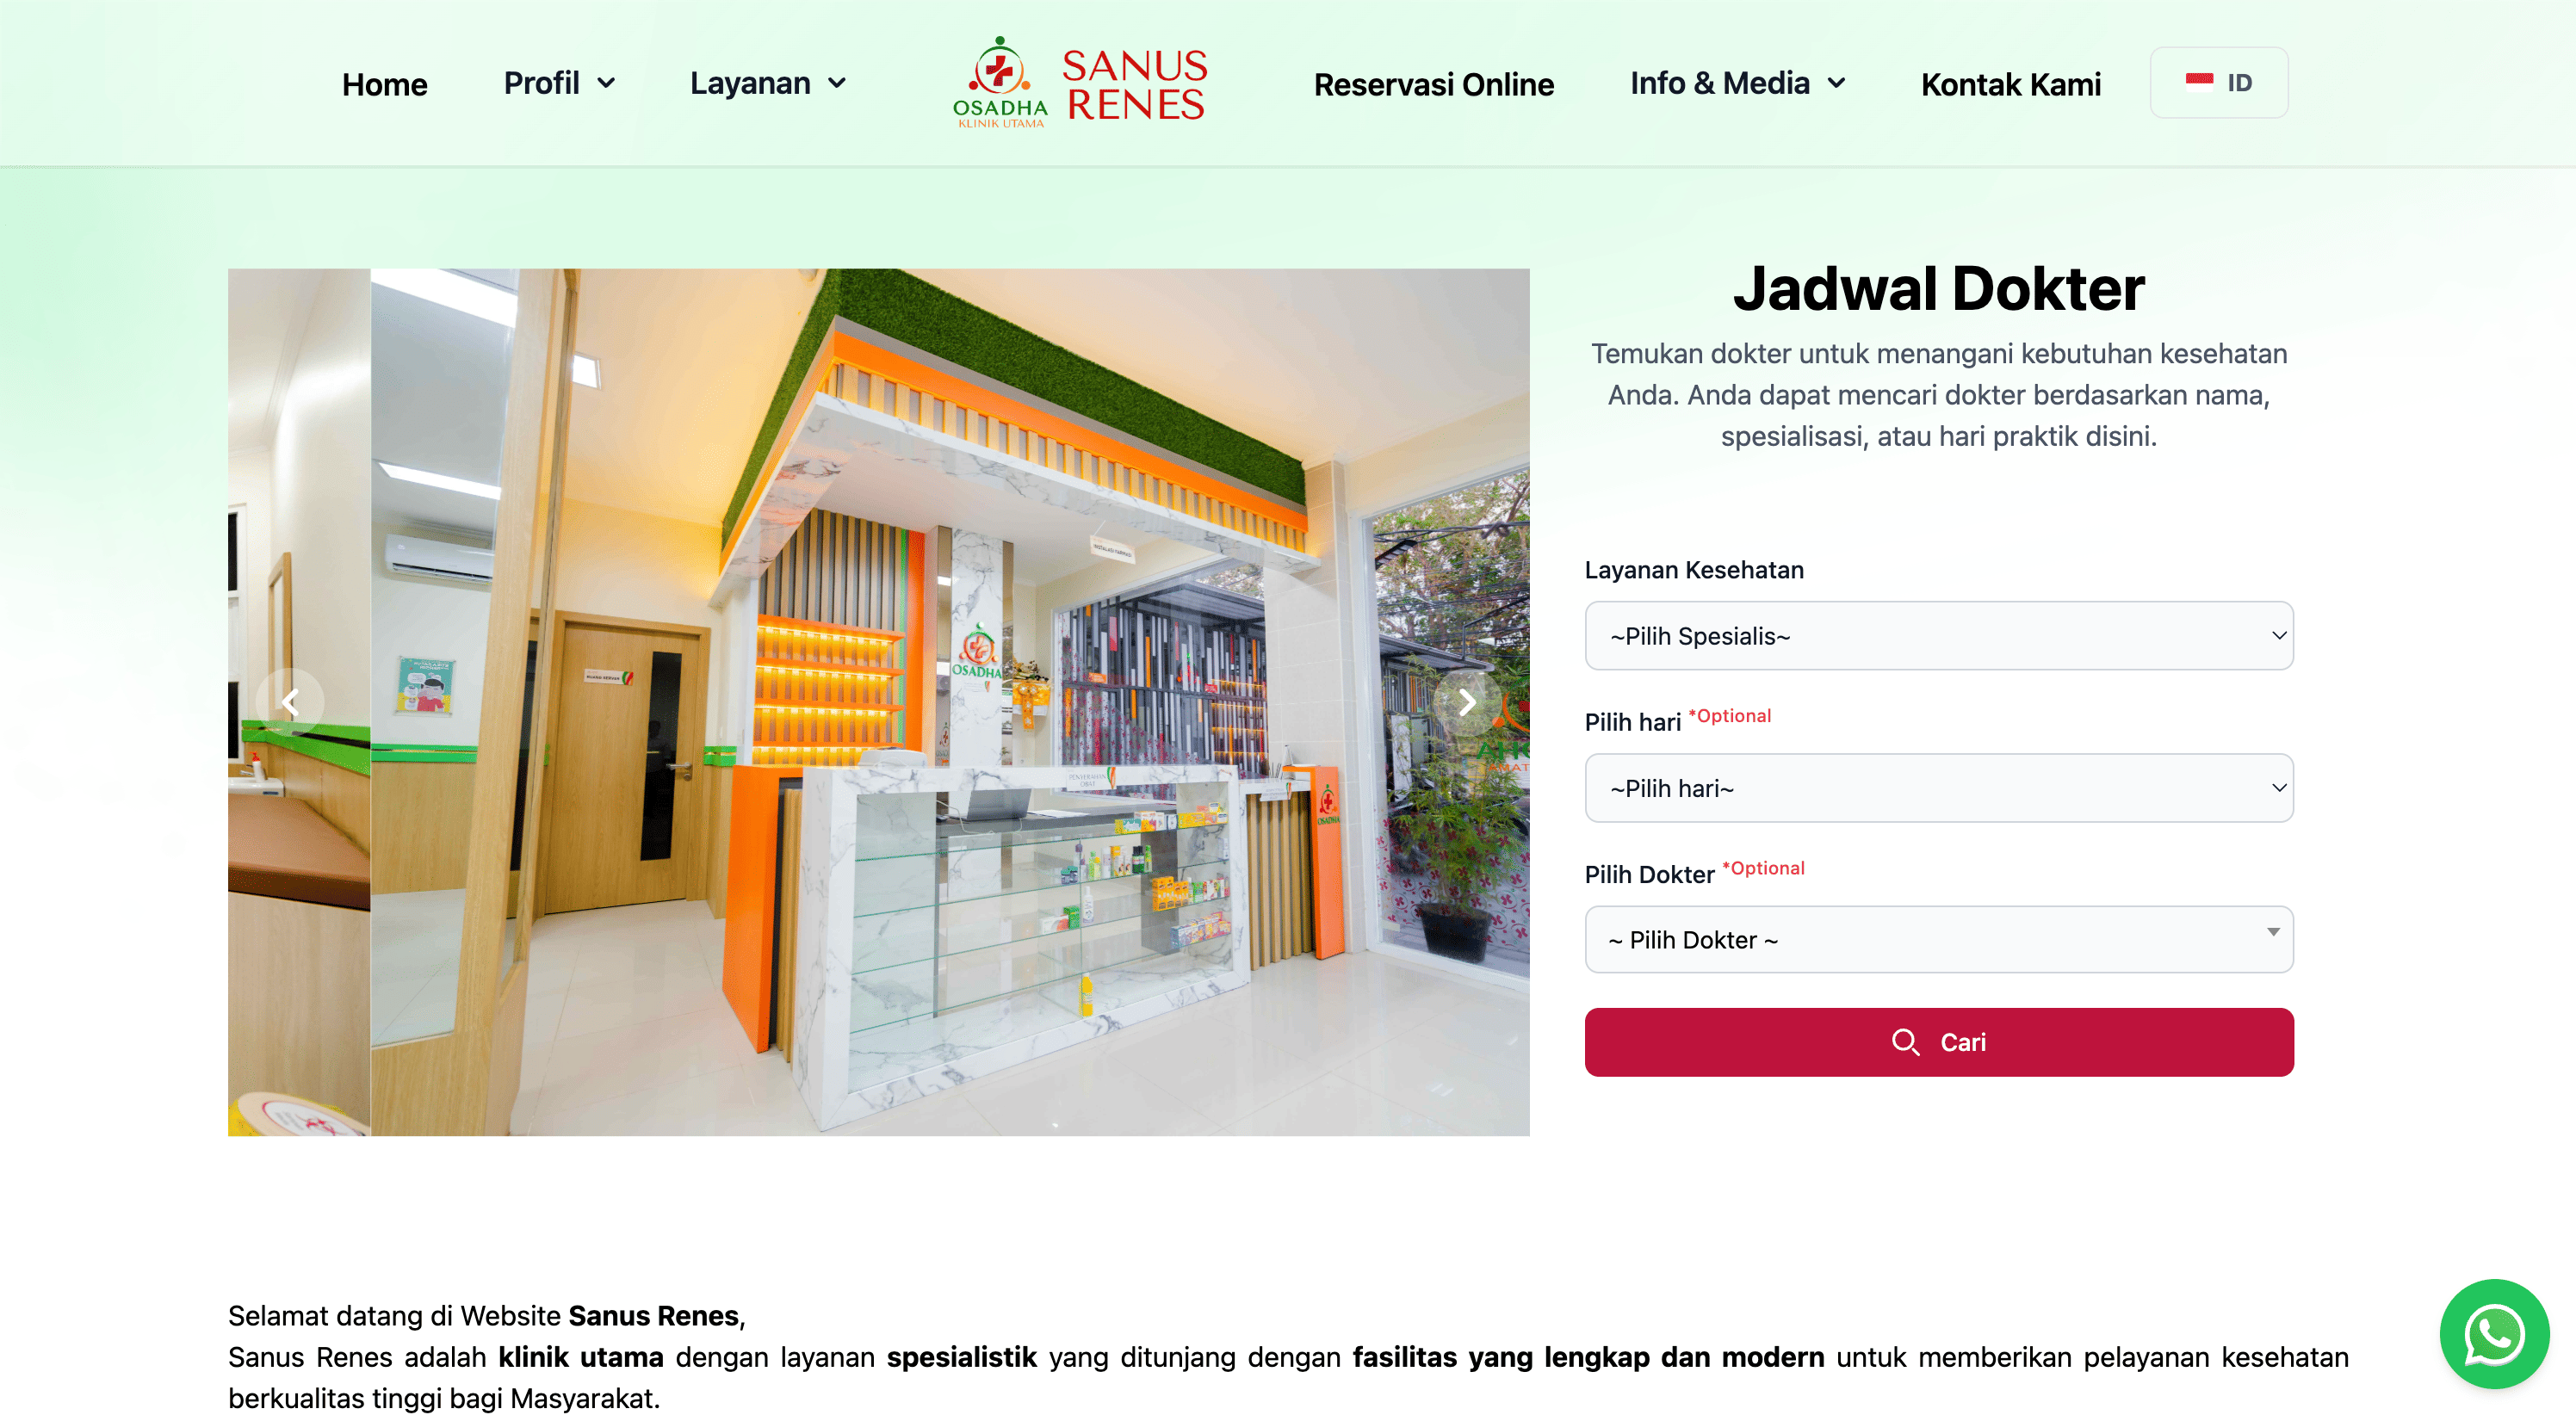 Home
Profil
Layanan
OSADHA
KLINIK UTAMA
SANUS
RENES
Reservasi Online
Info & Media
Kontak Kami
ID
OSADHA
PENYERAHAN
OBAT
OSADHA
Jadwal Dokter
Temukan dokter untuk menangani kebutuhan kesehatan
Anda. Anda dapat mencari dokter berdasarkan nama,
spesialisasi, atau hari praktik disini.
Layanan Kesehatan
~Pilih Spesialis~
Pilih hari *Optional
~Pilih hari~
Pilih Dokter *Optional
~ Pilih Dokter ~
Cari
Selamat datang di Website Sanus Renes,
Sanus Renes adalah klinik utama dengan layanan spesialistik yang ditunjang dengan fasilitas yang lengkap dan modern untuk memberikan pelayanan kesehatan
berkualitas tinggi bagi Masyarakat.